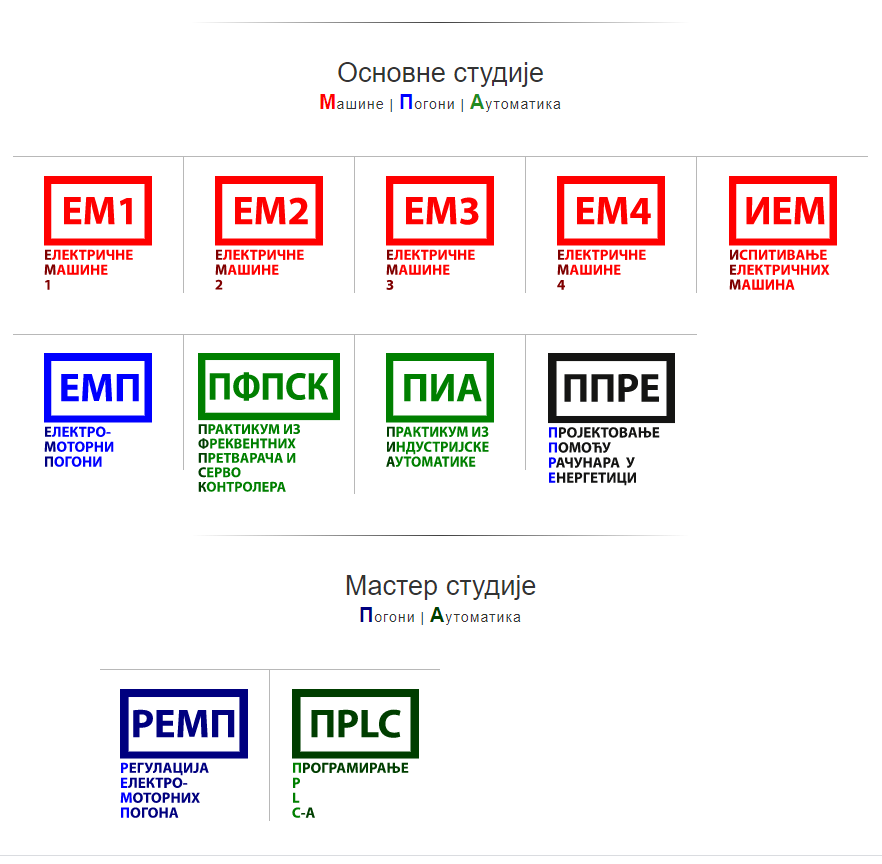 Основне студије
Машине | Погони | Аутоматика
ЕМ1
ЕЛЕКТРИЧНЕ
МАШИНЕ
1
ЕМ2
ЕЛЕКТРИЧНЕ
МАШИНЕ
2
ЕМ3
ЕЛЕКТРИЧНЕ
МАШИНЕ
3
ЕМ4
ЕЛЕКТРИЧНЕ
МАШИНЕ
4
ИЕМ
ИСПИТИВАЊЕ
ЕЛЕКТРИЧНИХ
МАШИНА
ЕМП
ЕЛЕКТРО-
МОТОРНИ
ПОГОНИ
ПФПСК
ПРАКТИКУМ ИЗ
ФРЕКВЕНТНИХ
ПРЕТВАРАЧА И
СЕРВО
КОНТРОЛЕРА
ПИА
ПРАКТИКУМ ИЗ
ИНДУСТРИЈСКЕ
АУТОМАТИКЕ
ППРЕ
ПРОЈЕКТОВАЊЕ
ПОМОЋУ
РАЧУНАРА У
ЕНЕРГЕТИЦИ
Мастер студије
Погони | Аутоматика
РЕМП
РЕГУЛАЦИЈА
ЕЛЕКТРО-
МОТОРНИХ
ПОГОНА
ПPLC
ПРОГРАМИРАЊЕ
P
L
C-А